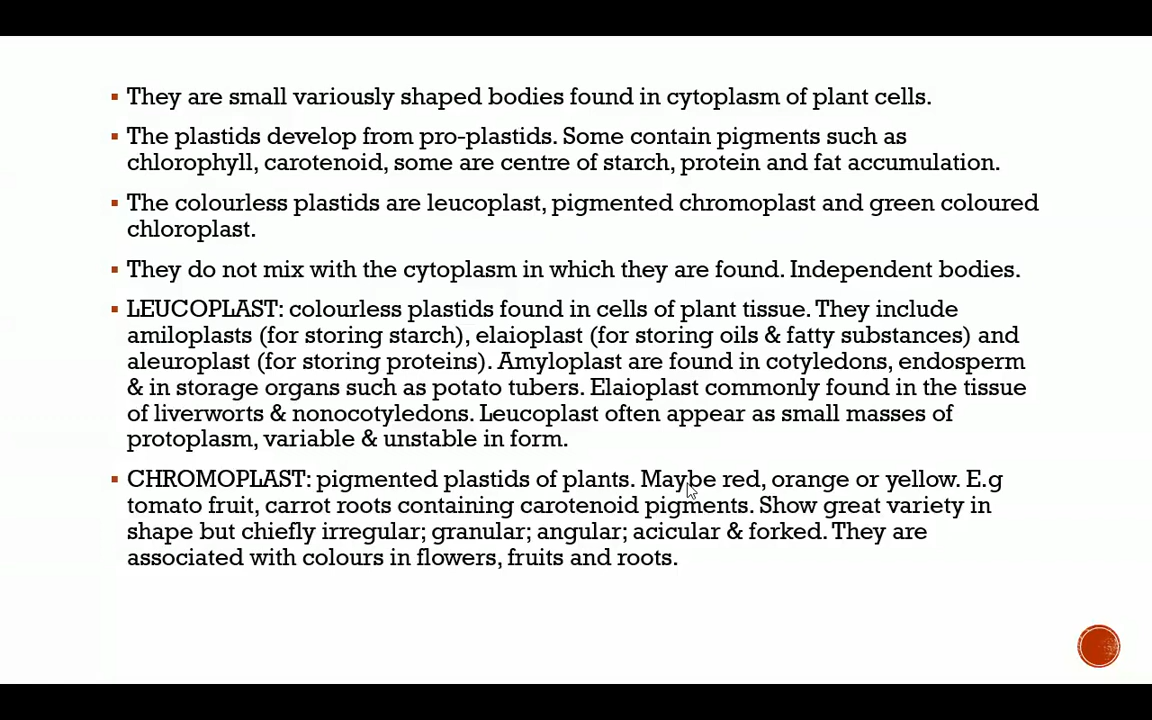 ▪ They are small variously shaped bodies found in cytoplasm of plant cells.
▪ The plastids develop from pro-plastids. Some contain pigments such as
chlorophyll, carotenoid, some are centre of starch, protein and fat accumulation.
▪ The colourless plastids are leucoplast, pigmented chromoplast and green coloured
chloroplast.
▪ They do not mix with the cytoplasm in which they are found. Independent bodies.
▪ LEUCOPLAST: colourless plastids found in cells of plant tissue. They include
amiloplasts (for storing starch), elaioplast (for storing oils & fatty substances) and
aleuroplast (for storing proteins). Amyloplast are found in cotyledons, endosperm
& in storage organs such as potato tubers. Elaioplast commonly found in the tissue
of liverworts & nonocotyledons. Leucoplast often appear as small masses of
protoplasm, variable & unstable in form.
▪ CHROMOPLAST: pigmented plastids of plants. Maybe red, orange or yellow. E.g
tomato fruit, carrot roots containing carotenoid pigments. Show great variety in
shape but chiefly irregular; granular; angular; acicular & forked. They are
associated with colours in flowers, fruits and roots.